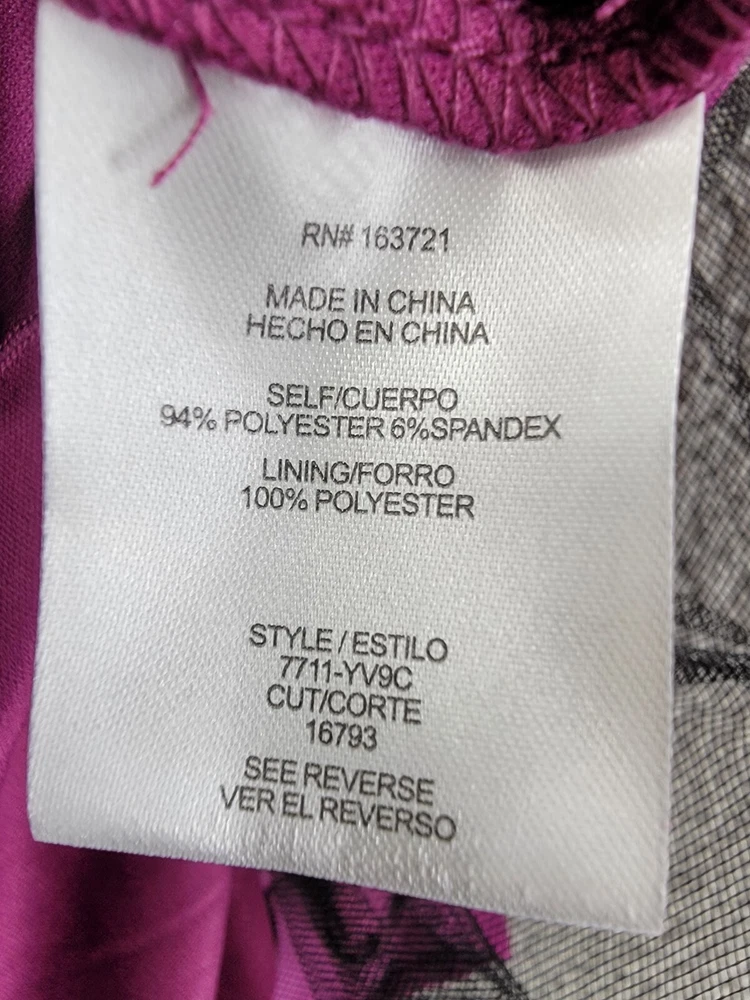 RN# 163721
MADE IN CHINA
HECHO EN CHINA
SELF/CUERPO
94% POLYESTER 6%SPANDEX
LINING/FORRO
100% POLYESTER
STYLE / ESTILO
7711-YV9C
CUT/CORTE
16793
SEE REVERSE
VER EL REVERSO